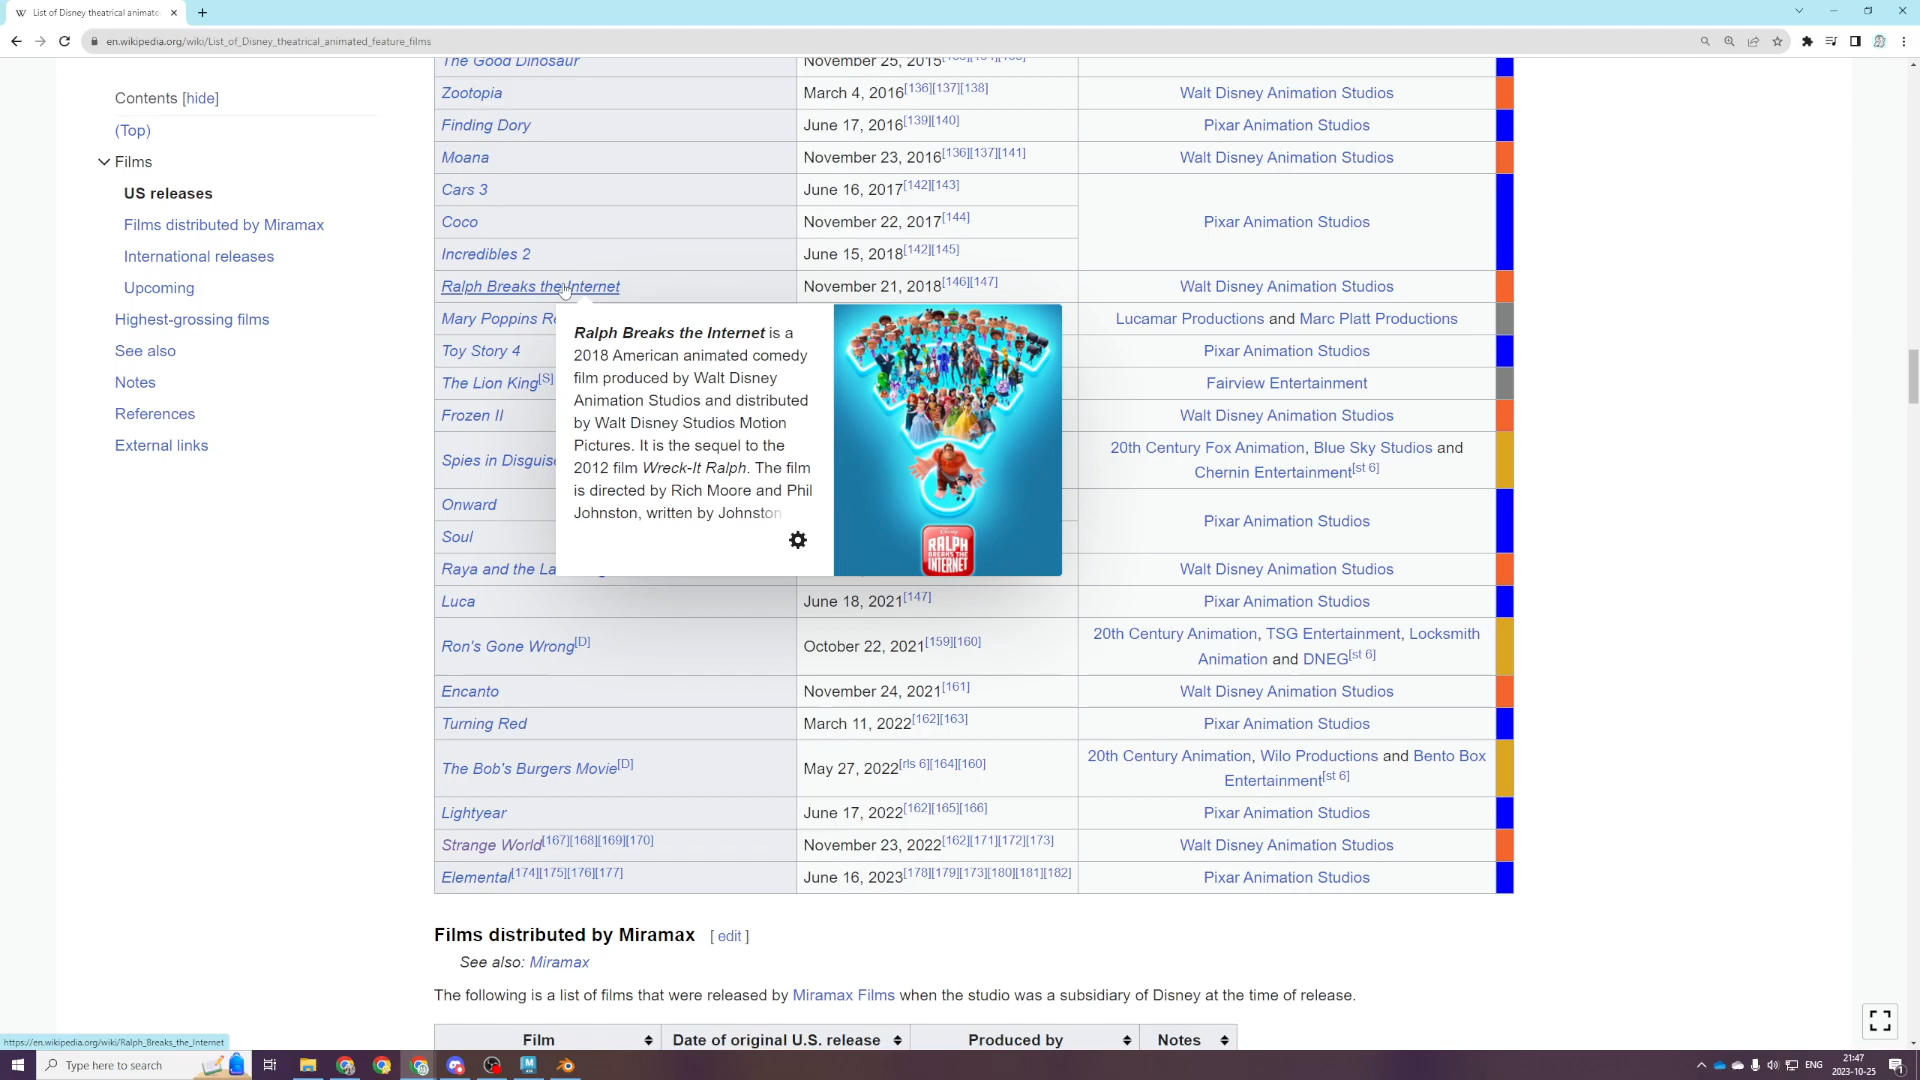 List of Disney theatrical animate
en.wikipedia.org/wiki/List_of_Disney_theatrical_animated_feature_films
Contents [hide]
(Top)
Films
US releases
Films distributed by Miramax
International releases
Upcoming
Highest-grossing films
See also
Notes
References
External links
The Good Dinosaur November 25, 2015
Zootopia March 4, 2016[136][137][138] Walt Disney Animation Studios
Finding Dory June 17, 2016[139][140] Pixar Animation Studios
Moana November 23, 2016[136][137][141] Walt Disney Animation Studios
Cars 3 June 16, 2017[142][143]
Coco November 22, 2017[144] Pixar Animation Studios
Incredibles 2 June 15, 2018[142][145]
Ralph Breaks the Internet November 21, 2018[146][147] Walt Disney Animation Studios
Mary Poppins Re Lucamar Productions and Marc Platt Productions
Toy Story 4 Pixar Animation Studios
The Lion King[S] Fairview Entertainment
Frozen II Walt Disney Animation Studios
Spies in Disguise 20th Century Fox Animation, Blue Sky Studios and
Chernin Entertainment[st 6]
Onward
Soul Pixar Animation Studios
Raya and the La Walt Disney Animation Studios
Ralph Breaks the Internet is a
2018 American animated comedy
film produced by Walt Disney
Animation Studios and distributed
by Walt Disney Studios Motion
Pictures. It is the sequel to the
2012 film Wreck-It Ralph. The film
is directed by Rich Moore and Phil
Johnston, written by Johnston
Disney
RALPH
BREAKS THE
INTERNET
Luca June 18, 2021[147] Pixar Animation Studios
Ron's Gone Wrong[D] October 22, 2021[159][160] 20th Century Animation, TSG Entertainment, Locksmith
Animation and DNEG[st 6]
Encanto November 24, 2021[161] Walt Disney Animation Studios
Turning Red March 11, 2022[162][163] Pixar Animation Studios
The Bob's Burgers Movie[D] May 27, 2022[rls 6][164][160] 20th Century Animation, Wilo Productions and Bento Box
Entertainment[st 6]
Lightyear June 17, 2022[162][165][166] Pixar Animation Studios
Strange World[167][168][169][170] November 23, 2022[162][171][172][173] Walt Disney Animation Studios
Elemental[174][175][176][177] June 16, 2023[178][179][173][180][181][182] Pixar Animation Studios
Films distributed by Miramax [ edit ]
See also: Miramax
The following is a list of films that were released by Miramax Films when the studio was a subsidiary of Disney at the time of release.
Film Date of original U.S. release Produced by Notes
https://en.wikipedia.org/wiki/Ralph_Breaks_the_Internet
Type here to search
ENG
21:47
2023-10-25